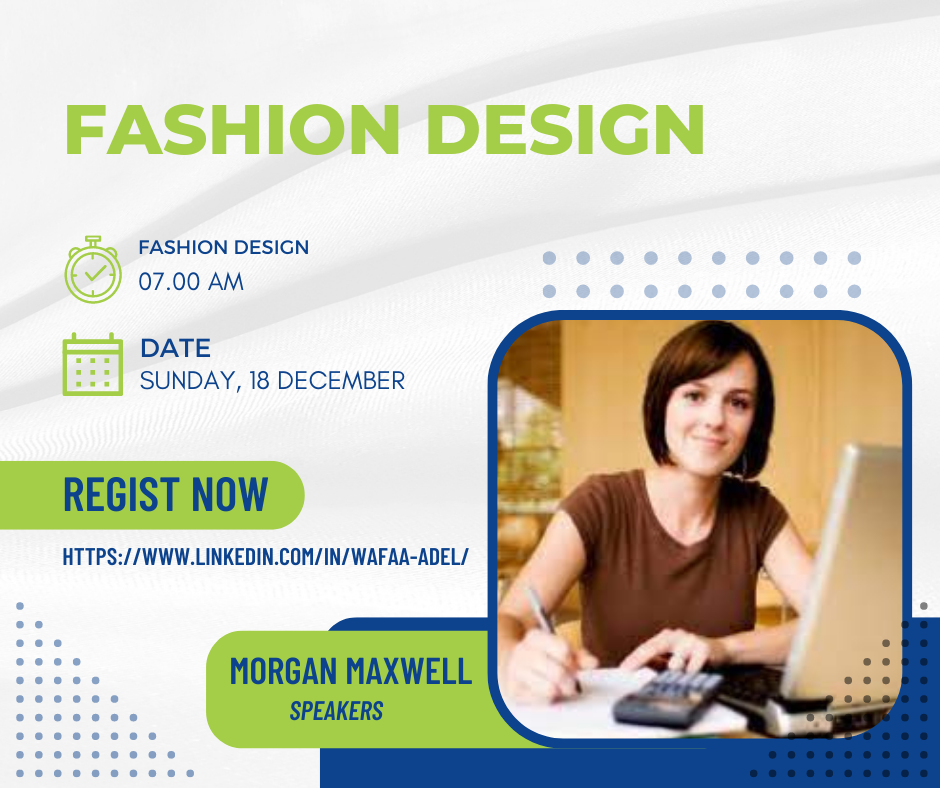 FASHION DESIGN
FASHION DESIGN
07.00 AM
DATE
SUNDAY, 18 DECEMBER
REGIST NOW
HTTPS://WWW.LINKEDIN.COM/IN/WAFAA-ADEL/
MORGAN MAXWELL
SPEAKERS